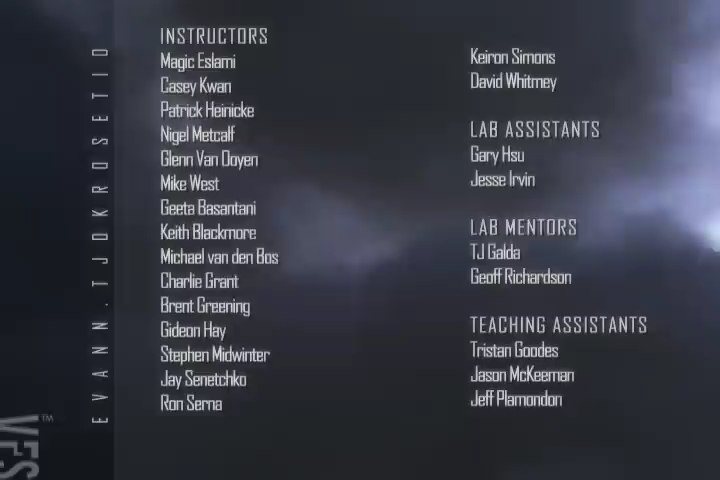 EVANN.TJOKROSETIO
VFS™
INSTRUCTORS
Magic Eslami
Casey Kwan
Patrick Heinicke
Nigel Metcalf
Glenn Van Doyen
Mike West
Geeta Basantani
Keith Blackmore
Michael van den Bos
Charlie Grant
Brent Greening
Gideon Hay
Stephen Midwinter
Jay Senetchko
Ron Serna
Keiron Simons
David Whitmey
LAB ASSISTANTS
Gary Hsu
Jesse Irvin
LAB MENTORS
TJ Galda
Geoff Richardson
TEACHING ASSISTANTS
Tristan Goodes
Jason McKeeman
Jeff Plamondon